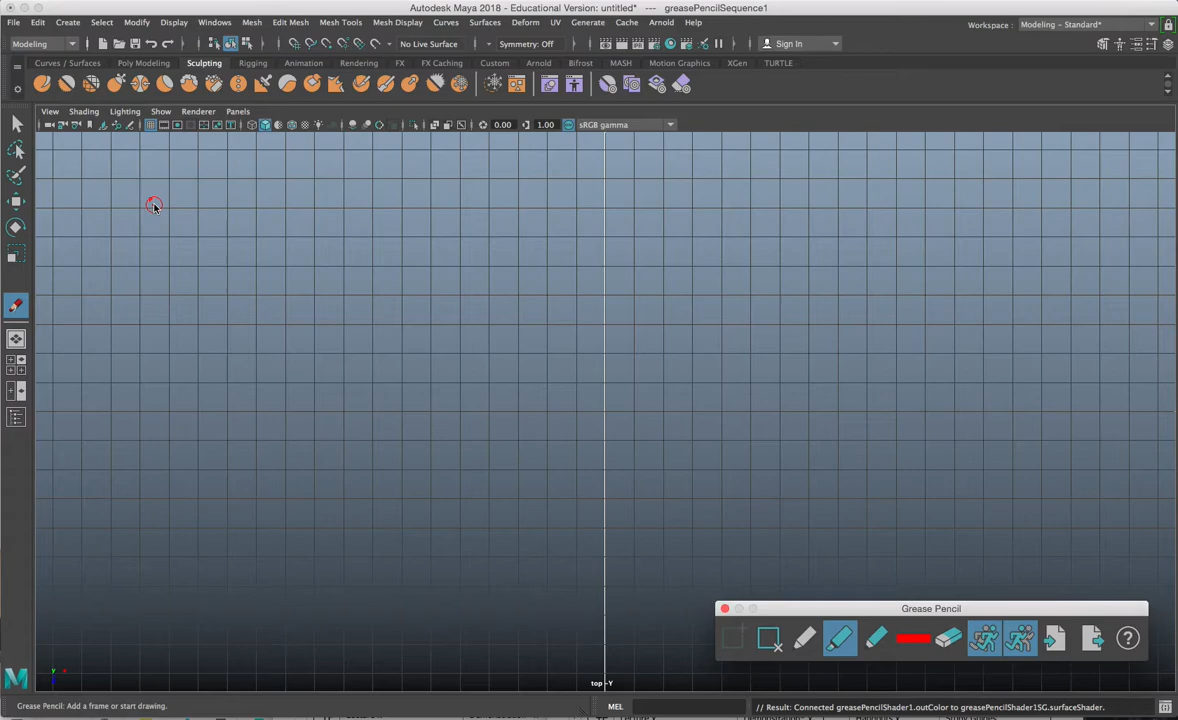 Autodesk Maya 2018 - Educational Version: untitled*   ---   greasePencilSequence1
File Edit Create Select Modify Display Windows Mesh Edit Mesh Mesh Tools Mesh Display Curves Surfaces Deform UV Generate Cache Arnold Help
Workspace : Modeling - Standard*
Modeling No Live Surface Symmetry: Off Sign In
Curves / Surfaces Poly Modeling Sculpting Rigging Animation Rendering FX FX Caching Custom Arnold Bifrost MASH Motion Graphics XGen TURTLE
View Shading Lighting Show Renderer Panels
0.00 1.00 sRGB gamma
Grease Pencil
top -Y
Grease Pencil: Add a frame or start drawing.
MEL
// Result: Connected greasePencilShader1.outColor to greasePencilShader1SG.surfaceShader.